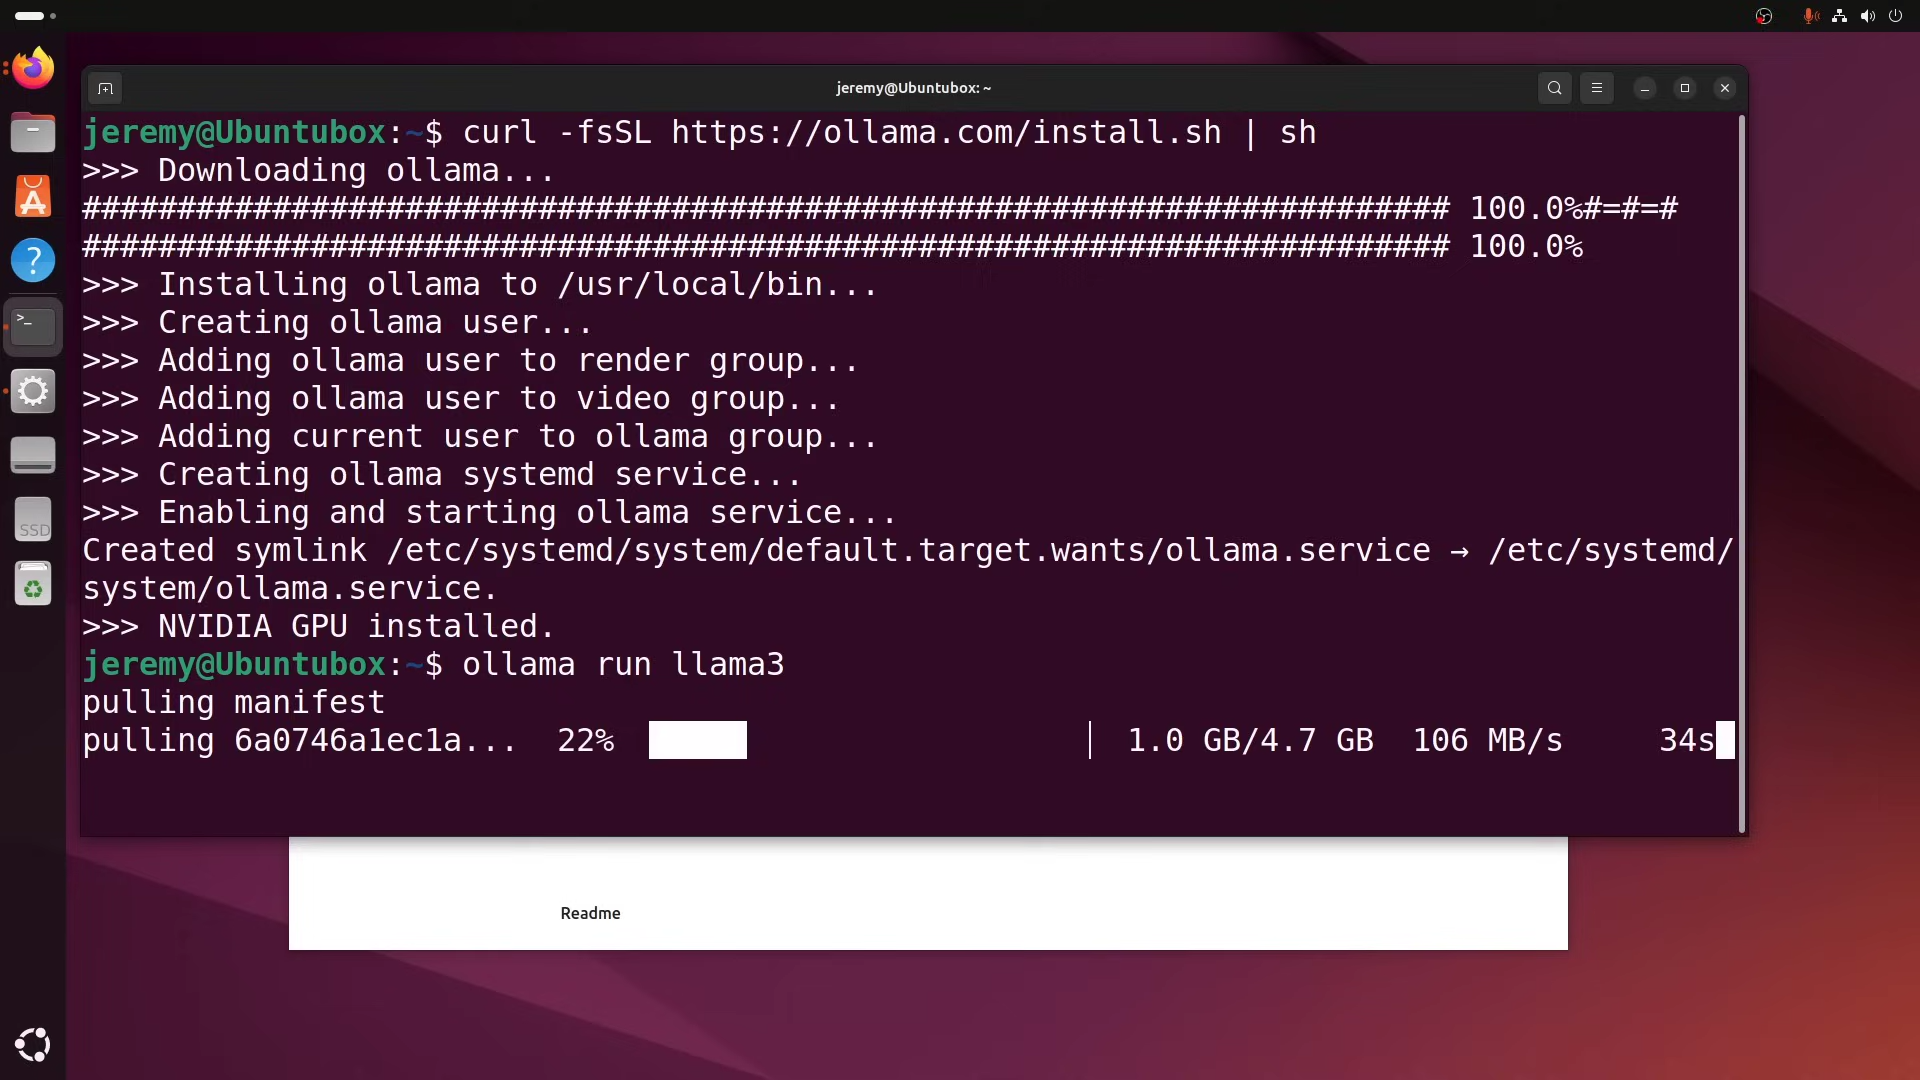 jeremy@Ubuntubox: ~
jeremy@Ubuntubox:~$ curl -fsSL https://ollama.com/install.sh | sh
>>> Downloading ollama...
######################################################################## 100.0%#=#=#
######################################################################## 100.0%
>>> Installing ollama to /usr/local/bin...
>>> Creating ollama user...
>>> Adding ollama user to render group...
>>> Adding ollama user to video group...
>>> Adding current user to ollama group...
>>> Creating ollama systemd service...
>>> Enabling and starting ollama service...
Created symlink /etc/systemd/system/default.target.wants/ollama.service → /etc/systemd/
system/ollama.service.
>>> NVIDIA GPU installed.
jeremy@Ubuntubox:~$ ollama run llama3
pulling manifest
pulling 6a0746a1ec1a... 22% | 1.0 GB/4.7 GB 106 MB/s 34s
SSD
Readme